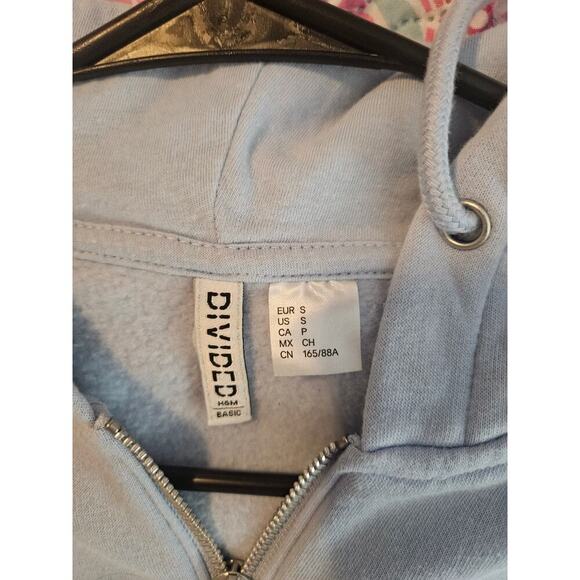 DIVIDED
H&M
BASIC
EUR S
US S
CA P
MX CH
CN 165/88A